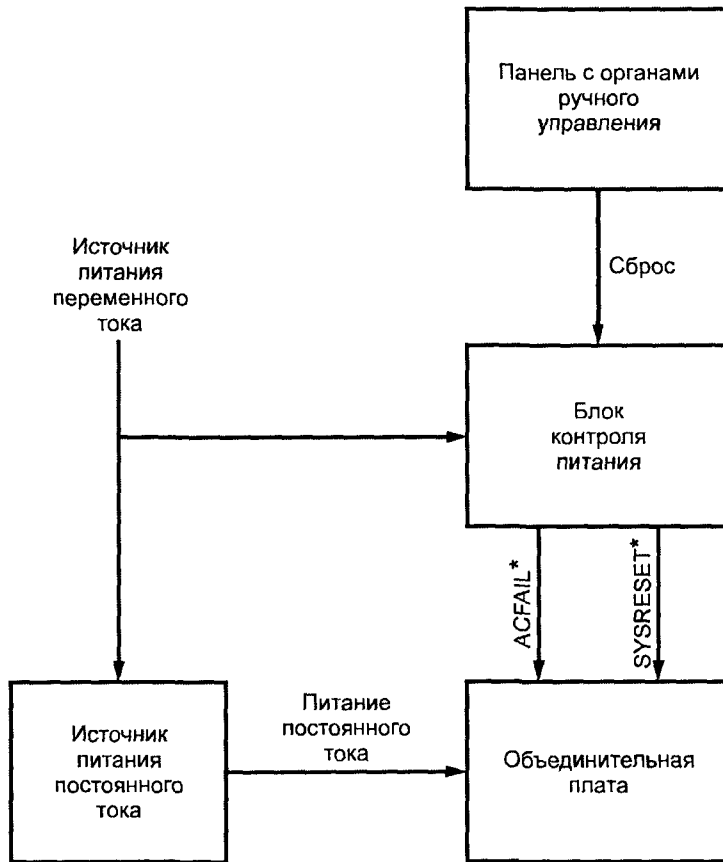 Панель с органами
ручного
управления
Сброс
Источник
питания
переменного
тока
Блок
контроля
питания
ACFAIL*
SYSRESET*
Источник
питания
постоянного
тока
Питание
постоянного
тока
Объединительная
плата